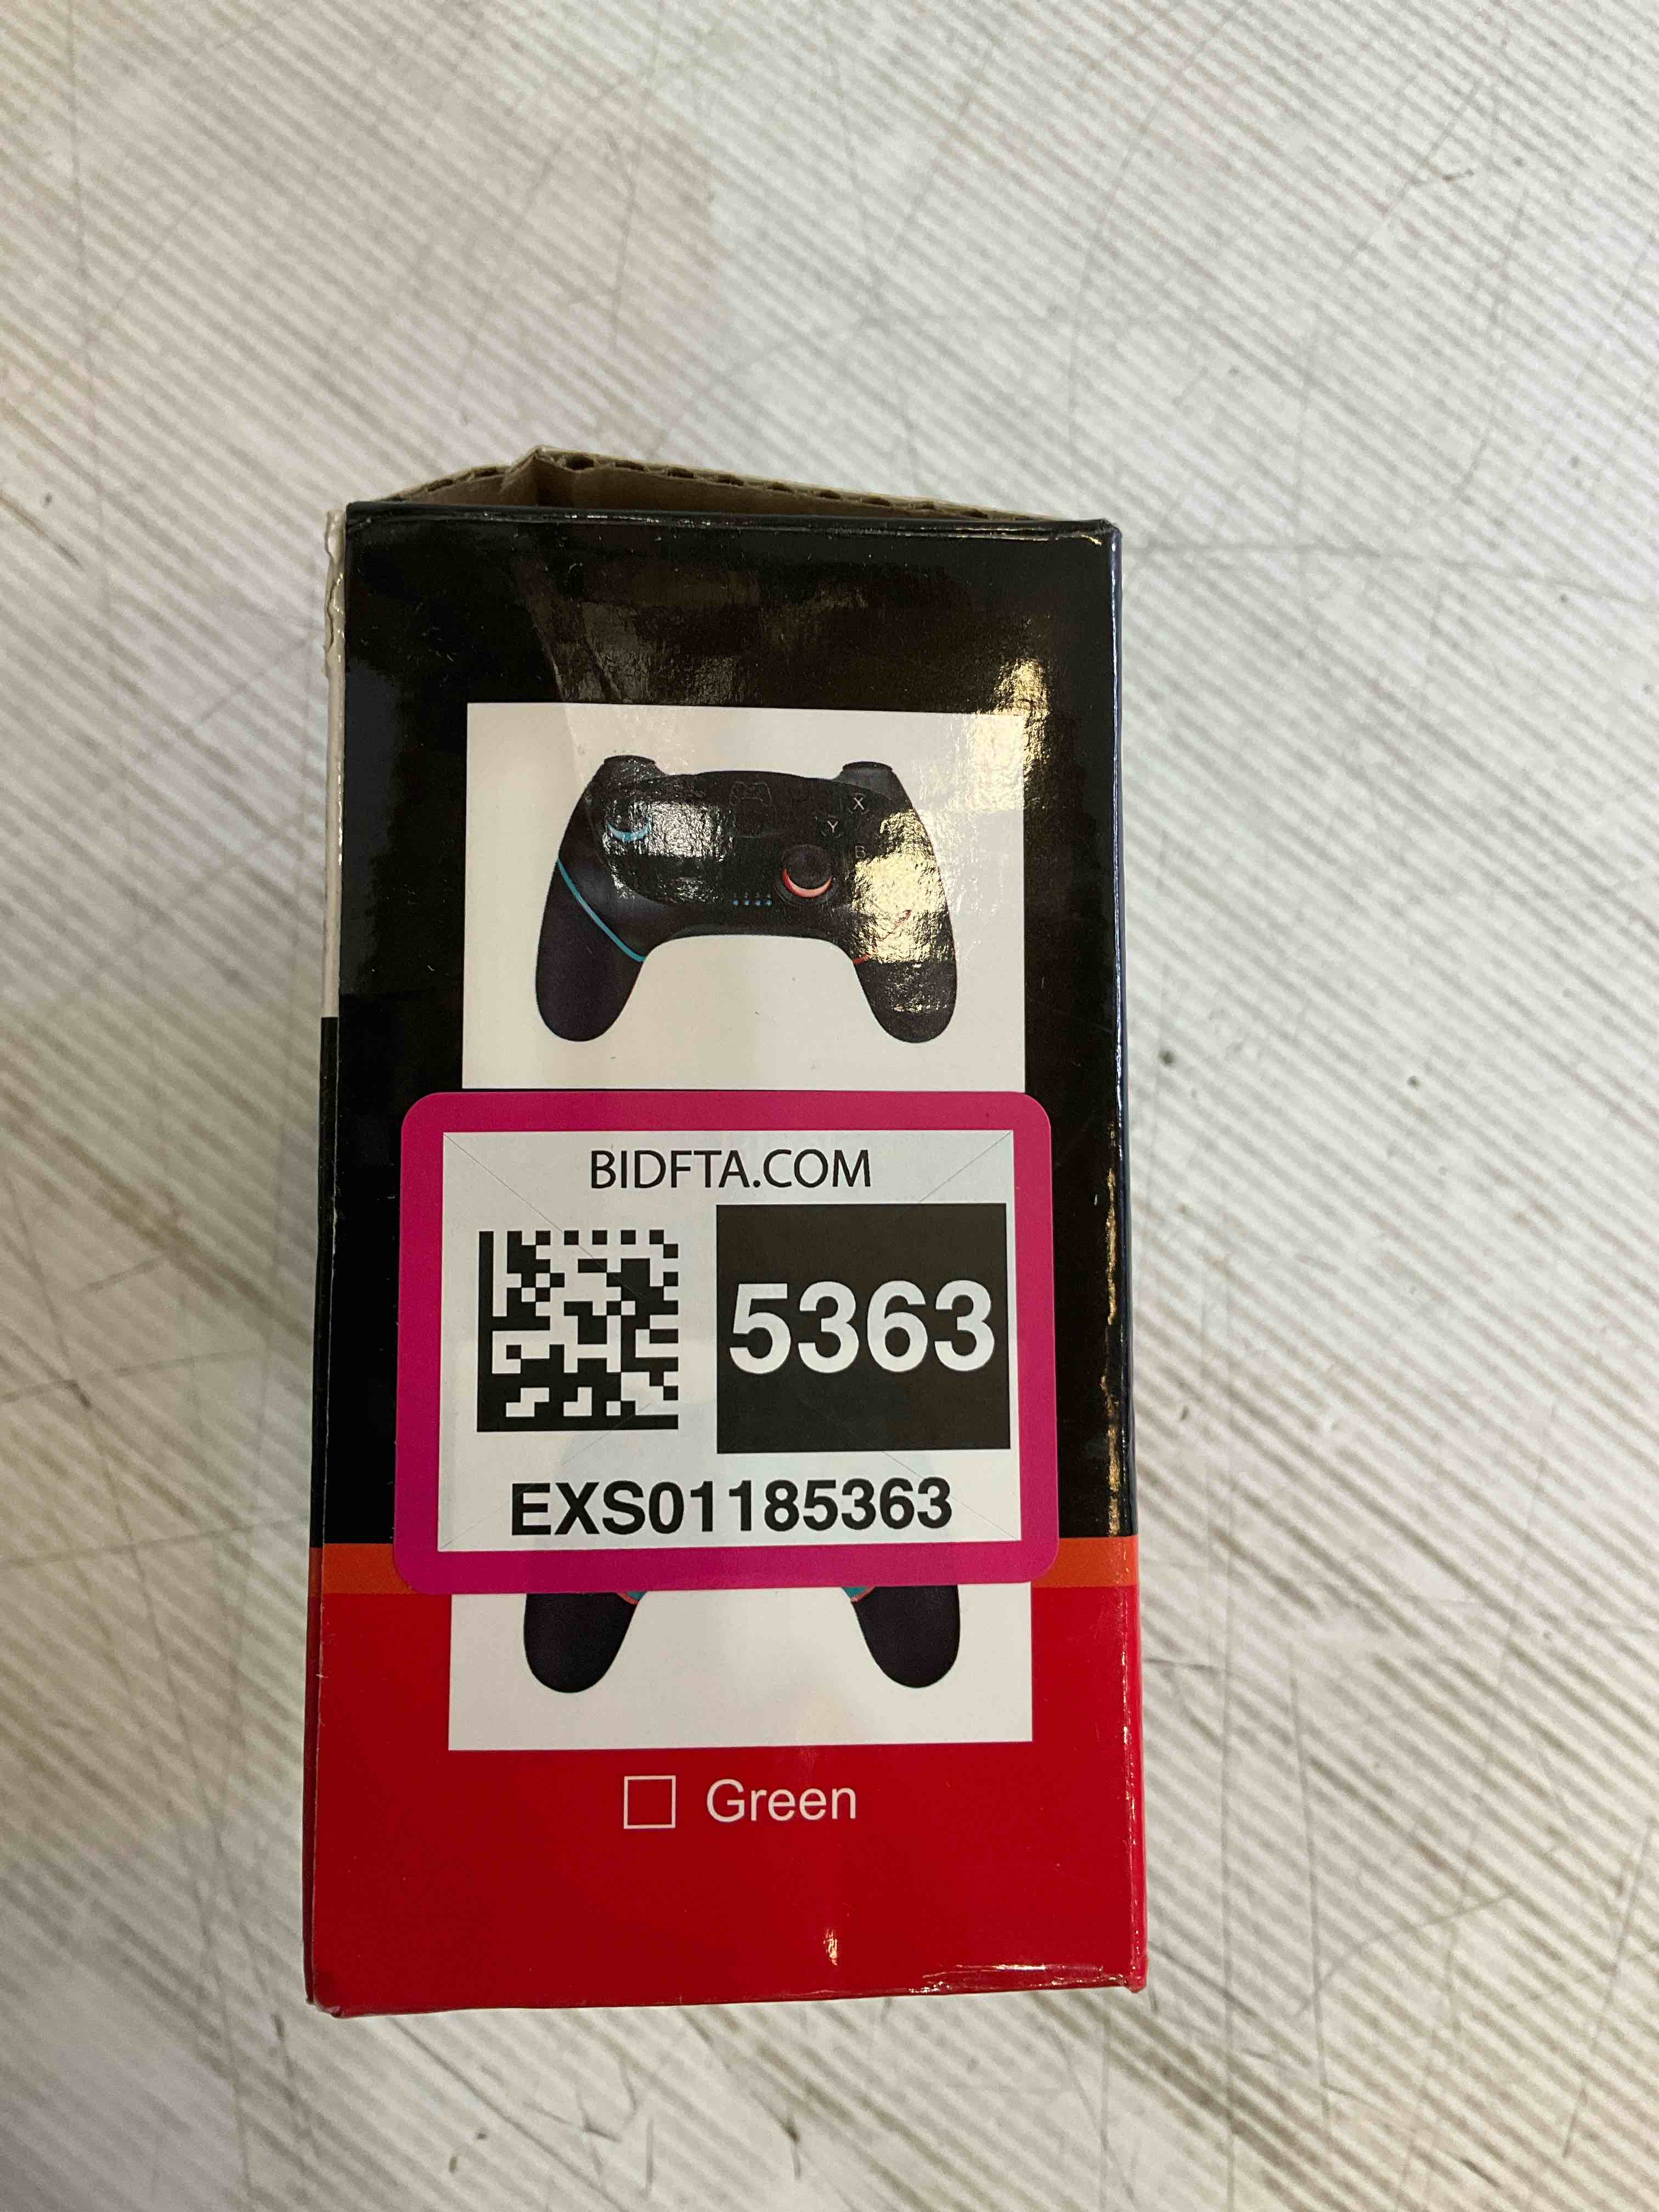 X
Y
B
BIDFTA.COM
5363
EXS01185363
Green